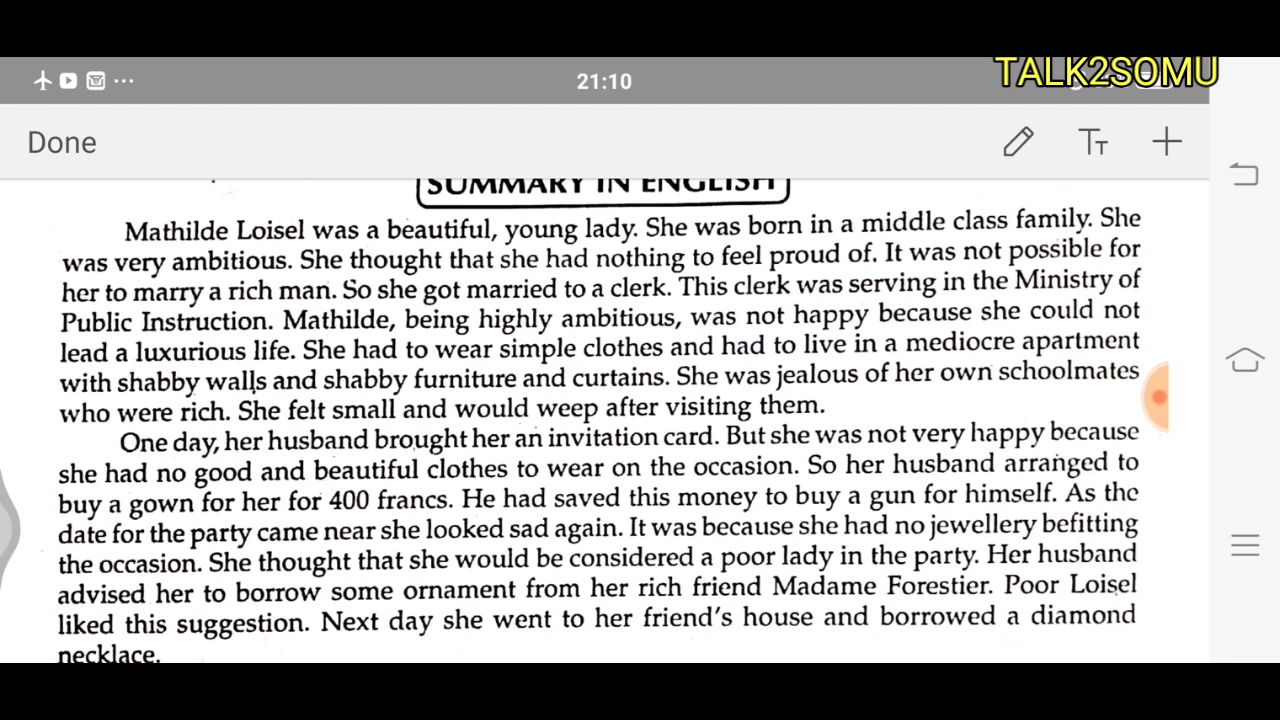 TALK2SOMU
21:10
Done
SUMMARY IN ENGLISH
Mathilde Loisel was a beautiful, young lady. She was born in a middle class family. She
was very ambitious. She thought that she had nothing to feel proud of. It was not possible for
her to marry a rich man. So she got married to a clerk. This clerk was serving in the Ministry of
Public Instruction. Mathilde, being highly ambitious, was not happy because she could not
lead a luxurious life. She had to wear simple clothes and had to live in a mediocre apartment
with shabby walls and shabby furniture and curtains. She was jealous of her own schoolmates
who were rich. She felt small and would weep after visiting them.
One day, her husband brought her an invitation card. But she was not very happy because
she had no good and beautiful clothes to wear on the occasion. So her husband arranged to
buy a gown for her for 400 francs. He had saved this money to buy a gun for himself. As the
date for the party came near she looked sad again. It was because she had no jewellery befitting
the occasion. She thought that she would be considered a poor lady in the party. Her husband
advised her to borrow some ornament from her rich friend Madame Forestier. Poor Loisel
liked this suggestion. Next day she went to her friend's house and borrowed a diamond
necklace.